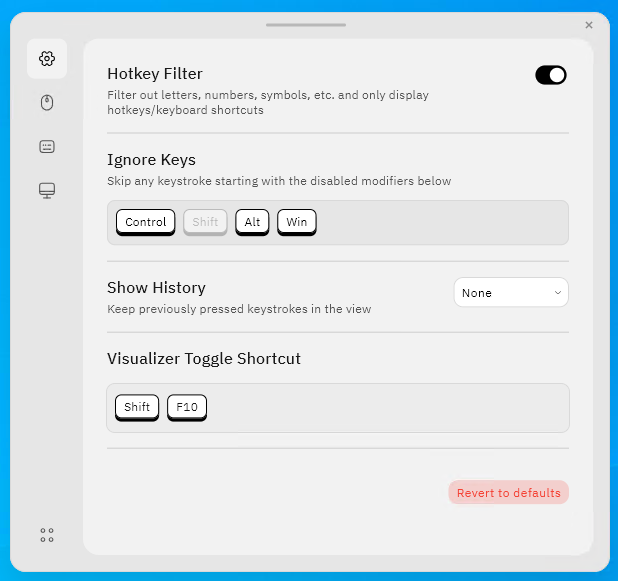 Hotkey Filter
Filter out letters, numbers, symbols, etc. and only display
hotkeys/keyboard shortcuts
Ignore Keys
Skip any keystroke starting with the disabled modifiers below
Control Shift Alt Win
Show History
Keep previously pressed keystrokes in the view
None
Visualizer Toggle Shortcut
Shift F10
Revert to defaults